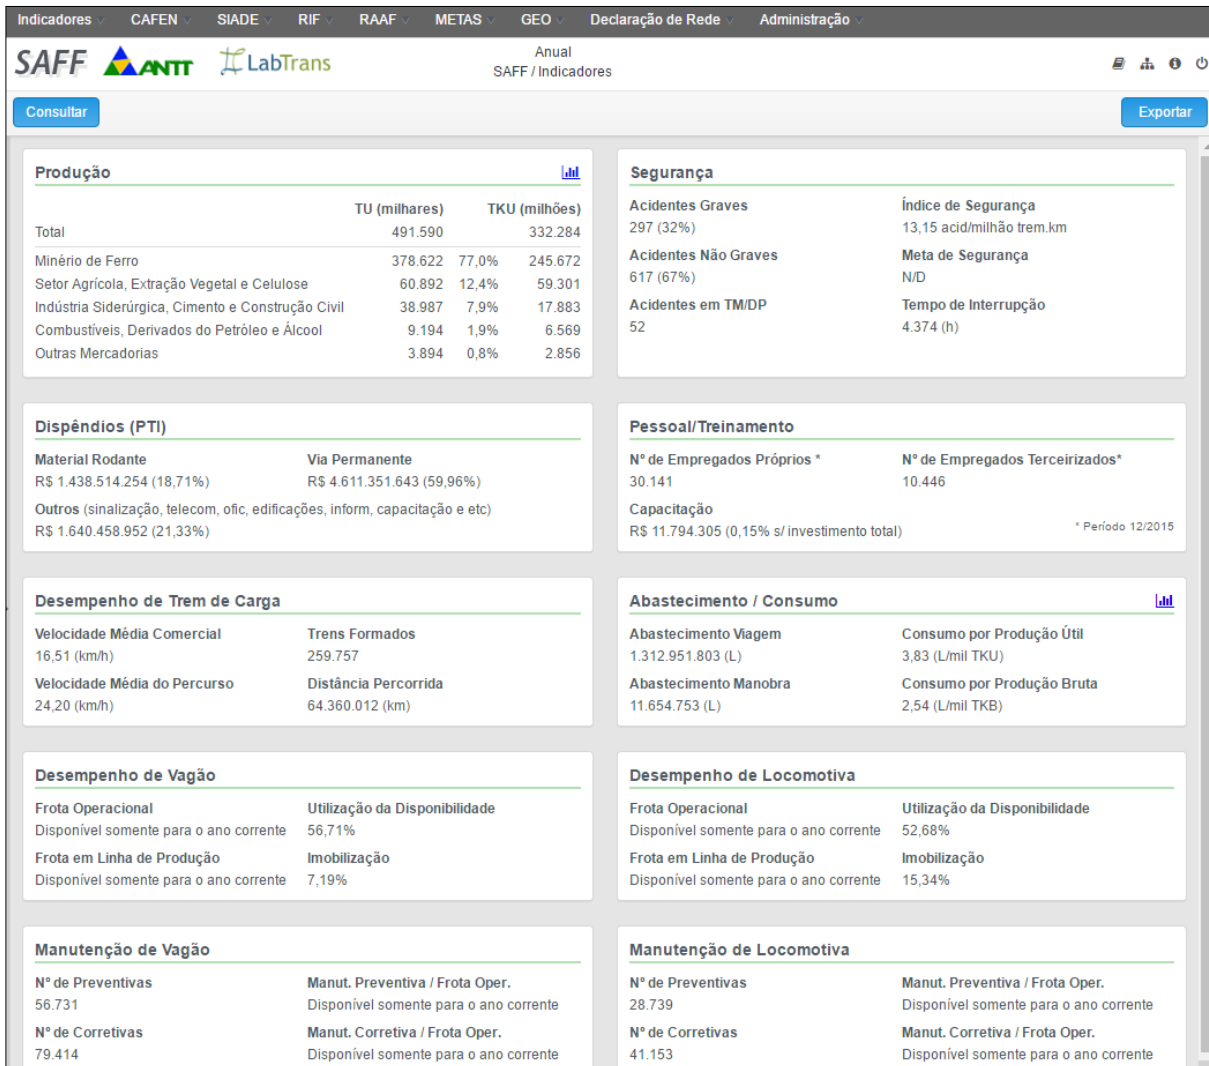 Indicadores CAFEN SIADE RIF RAAF METAS GEO Declaração de Rede Administração
SAFF ANTT LabTrans
Anual
SAFF / Indicadores
Consultar Exportar
Produção
TU (milhares) TKU (milhões)
Total 491.590 332.284
Minério de Ferro 378.622 77,0% 245.672
Setor Agrícola, Extração Vegetal e Celulose 60.892 12,4% 59.301
Indústria Siderúrgica, Cimento e Construção Civil 38.987 7,9% 17.883
Combustíveis, Derivados do Petróleo e Álcool 9.194 1,9% 6.569
Outras Mercadorias 3.894 0,8% 2.856
Segurança
Acidentes Graves Índice de Segurança
297 (32%) 13,15 acid/milhão trem.km
Acidentes Não Graves Meta de Segurança
617 (67%) N/D
Acidentes em TM/DP Tempo de Interrupção
52 4.374 (h)
Dispêndios (PTI)
Material Rodante Via Permanente
R$ 1.438.514.254 (18,71%) R$ 4.611.351.643 (59,96%)
Outros (sinalização, telecom, ofic, edificações, inform, capacitação e etc)
R$ 1.640.458.952 (21,33%)
Pessoal/Treinamento
Nº de Empregados Próprios * Nº de Empregados Terceirizados*
30.141 10.446
Capacitação
R$ 11.794.305 (0,15% s/ investimento total) * Período 12/2015
Desempenho de Trem de Carga
Velocidade Média Comercial Trens Formados
16,51 (km/h) 259.757
Velocidade Média do Percurso Distância Percorrida
24,20 (km/h) 64.360.012 (km)
Abastecimento / Consumo
Abastecimento Viagem Consumo por Produção Útil
1.312.951.803 (L) 3,83 (L/mil TKU)
Abastecimento Manobra Consumo por Produção Bruta
11.654.753 (L) 2,54 (L/mil TKB)
Desempenho de Vagão
Frota Operacional Utilização da Disponibilidade
Disponível somente para o ano corrente 56,71%
Frota em Linha de Produção Imobilização
Disponível somente para o ano corrente 7,19%
Desempenho de Locomotiva
Frota Operacional Utilização da Disponibilidade
Disponível somente para o ano corrente 52,68%
Frota em Linha de Produção Imobilização
Disponível somente para o ano corrente 15,34%
Manutenção de Vagão
Nº de Preventivas Manut. Preventiva / Frota Oper.
56.731 Disponível somente para o ano corrente
Nº de Corretivas Manut. Corretiva / Frota Oper.
79.414 Disponível somente para o ano corrente
Manutenção de Locomotiva
Nº de Preventivas Manut. Preventiva / Frota Oper.
28.739 Disponível somente para o ano corrente
Nº de Corretivas Manut. Corretiva / Frota Oper.
41.153 Disponível somente para o ano corrente